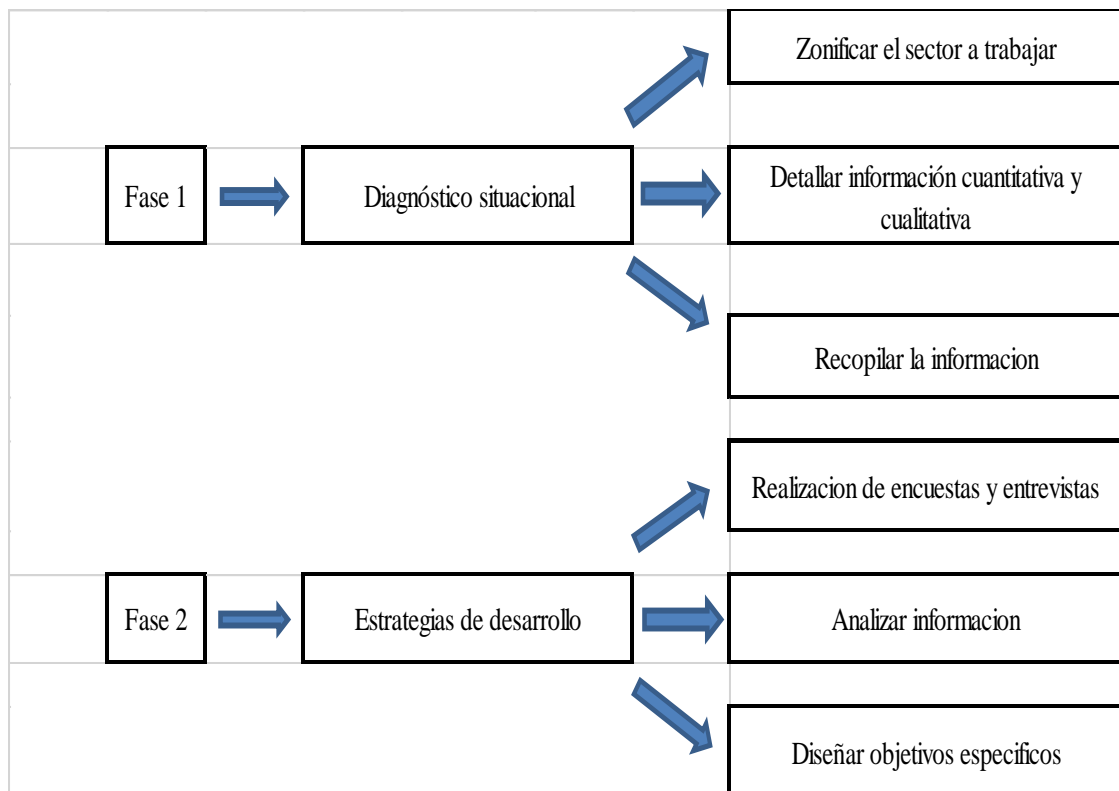 Zonificar el sector a trabajar
Fase 1
Diagnóstico situacional
Detallar información cuantitativa y
cualitativa
Recopilar la informacion
Realizacion de encuestas y entrevistas
Fase 2
Estrategias de desarrollo
Analizar informacion
Diseñar objetivos especificos